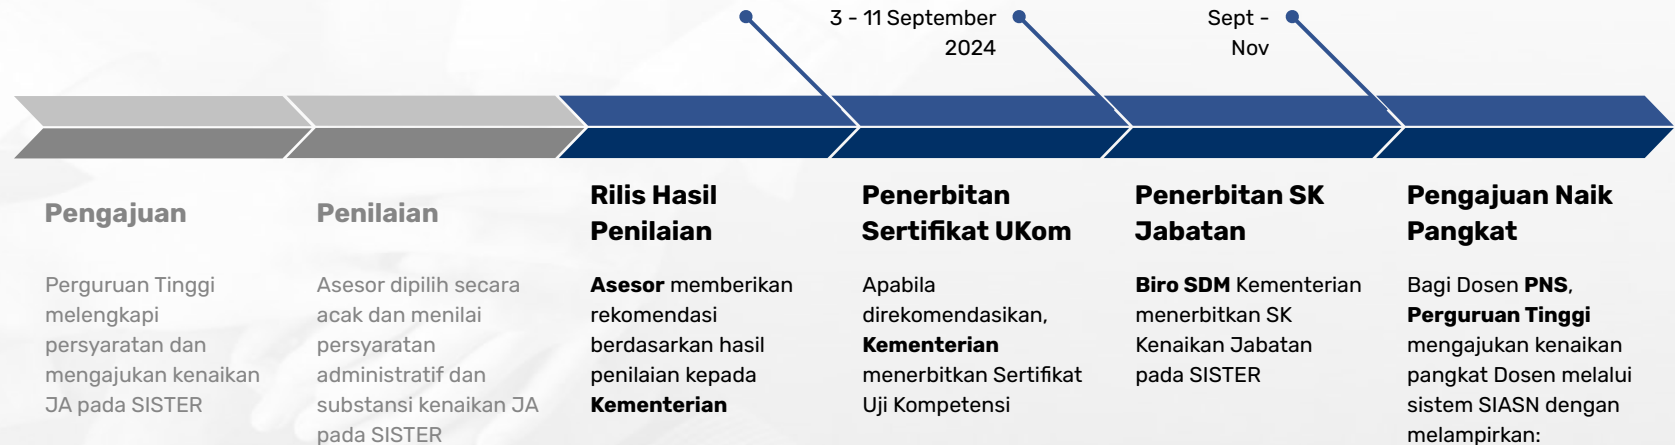 3 - 11 September
2024
Sept -
Nov
Pengajuan
Perguruan Tinggi
melengkapi
persyaratan dan
mengajukan kenaikan
JA pada SISTER
Penilaian
Asesor dipilih secara
acak dan menilai
persyaratan
administratif dan
substansi kenaikan JA
pada SISTER
Rilis Hasil
Penilaian
Asesor memberikan
rekomendasi
berdasarkan hasil
penilaian kepada
Kementerian
Penerbitan
Sertifikat UKom
Apabila
direkomendasikan,
Kementerian
menerbitkan Sertifikat
Uji Kompetensi
Penerbitan SK
Jabatan
Biro SDM Kementerian
menerbitkan SK
Kenaikan Jabatan
pada SISTER
Pengajuan Naik
Pangkat
Bagi Dosen PNS,
Perguruan Tinggi
mengajukan kenaikan
pangkat Dosen melalui
sistem SIASN dengan
melampirkan: